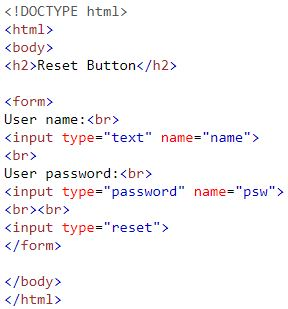 <!DOCTYPE html>
<html>
<body>
<h2>Reset Button</h2>

<form>
User name:<br>
<input type="text" name="name">
<br>
User password:<br>
<input type="password" name="psw">
<br><br>
<input type="reset">
</form>

</body>
</html>